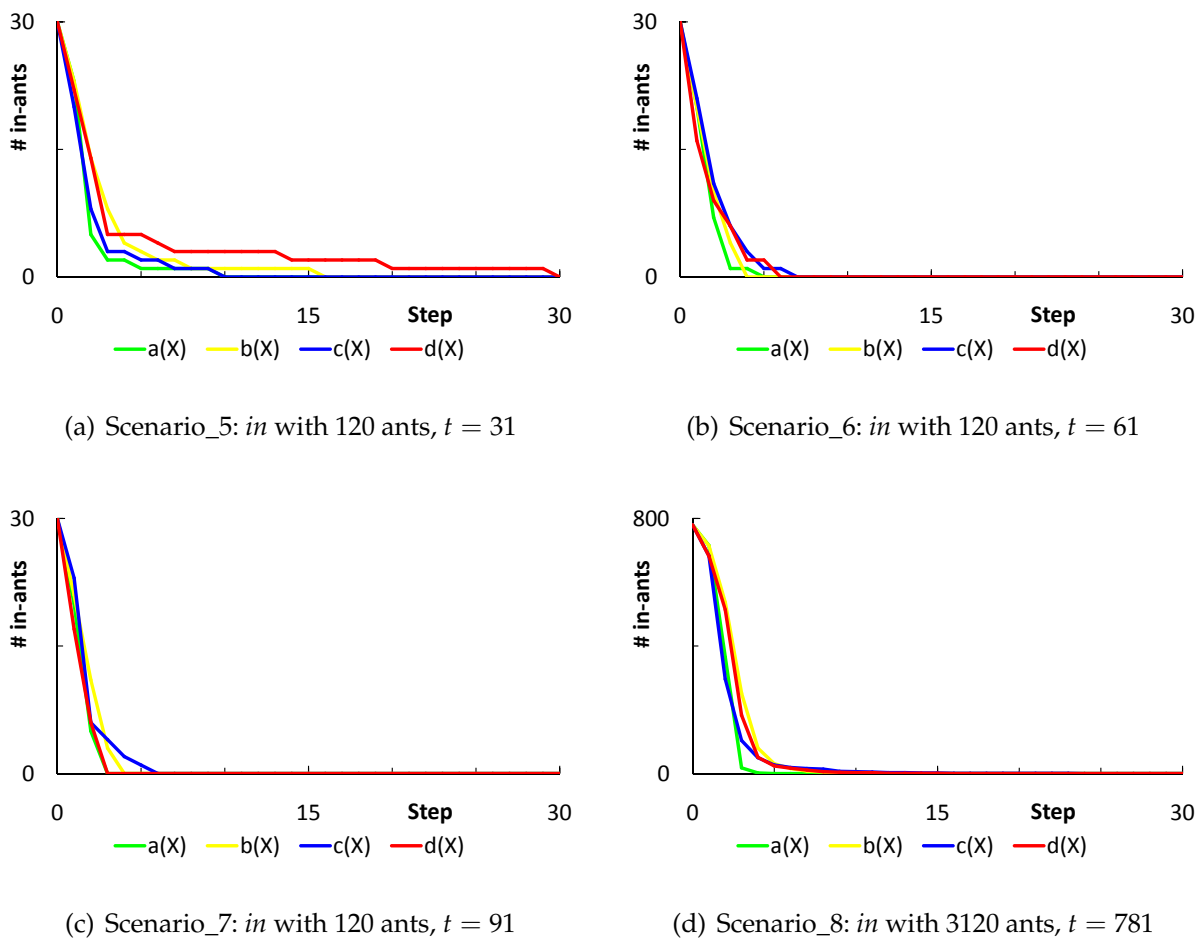 30
# in-ants
0
0 15 Step 30
a(X) b(X) c(X) d(X)
(a) Scenario_5: in with 120 ants, t = 31
30
# in-ants
0
0 15 Step 30
a(X) b(X) c(X) d(X)
(b) Scenario_6: in with 120 ants, t = 61
30
# in-ants
0
0 15 Step 30
a(X) b(X) c(X) d(X)
(c) Scenario_7: in with 120 ants, t = 91
800
# in-ants
0
0 15 Step 30
a(X) b(X) c(X) d(X)
(d) Scenario_8: in with 3120 ants, t = 781